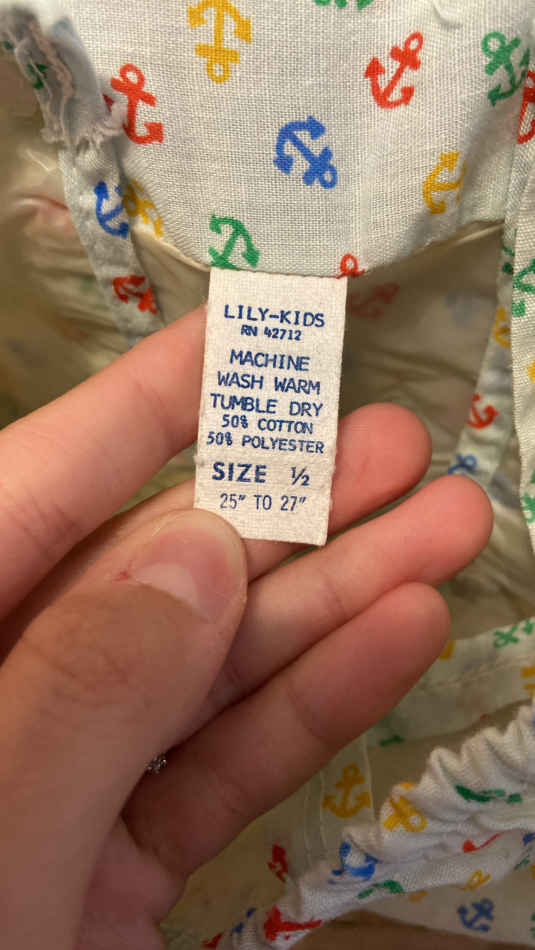 LILY-KIDS
RN 42712
MACHINE
WASH WARM
TUMBLE DRY
50% COTTON
50% POLYESTER
SIZE ½
25" TO 27"